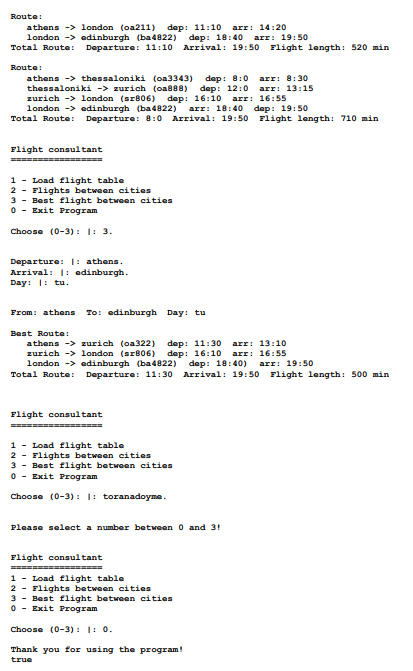 Route:
athens -> london (oa211) dep: 11:10 arr: 14:20
london -> edinburgh (ba4822) dep: 18:40 arr: 19:50
Total Route: Departure: 11:10 Arrival: 19:50 Flight length: 520 min
Route:
athens -> thessaloniki (oa3343) dep: 8:0 arr: 8:30
thessaloniki -> zurich (oa888) dep: 12:0 arr: 13:15
zurich -> london (sr806) dep: 16:10 arr: 16:55
london -> edinburgh (ba4822) arr: 18:40 dep: 19:50
Total Route: Departure: 8:0 Arrival: 19:50 Flight length: 710 min
Flight consultant
=================
1 - Load flight table
2 - Flights between cities
3 - Best flight between cities
0 - Exit Program
Choose (0-3): |: 3.
Departure: |: athens.
Arrival: |: edinburgh.
Day: |: tu.
From: athens To: edinburgh Day: tu
Best Route:
athens -> zurich (oa322) dep: 11:30 arr: 13:10
zurich -> london (sr806) dep: 16:10 arr: 16:55
london -> edinburgh (ba4822) dep: 18:40) arr: 19:50
Total Route: Departure: 11:30 Arrival: 19:50 Flight length: 500 min
Flight consultant
=================
1 - Load flight table
2 - Flights between cities
3 - Best flight between cities
0 - Exit Program
Choose (0-3): |: toranadoyme.
Please select a number between 0 and 3!
Flight consultant
=================
1 - Load flight table
2 - Flights between cities
3 - Best flight between cities
0 - Exit Program
Choose (0-3): |: 0.
Thank you for using the program!
true